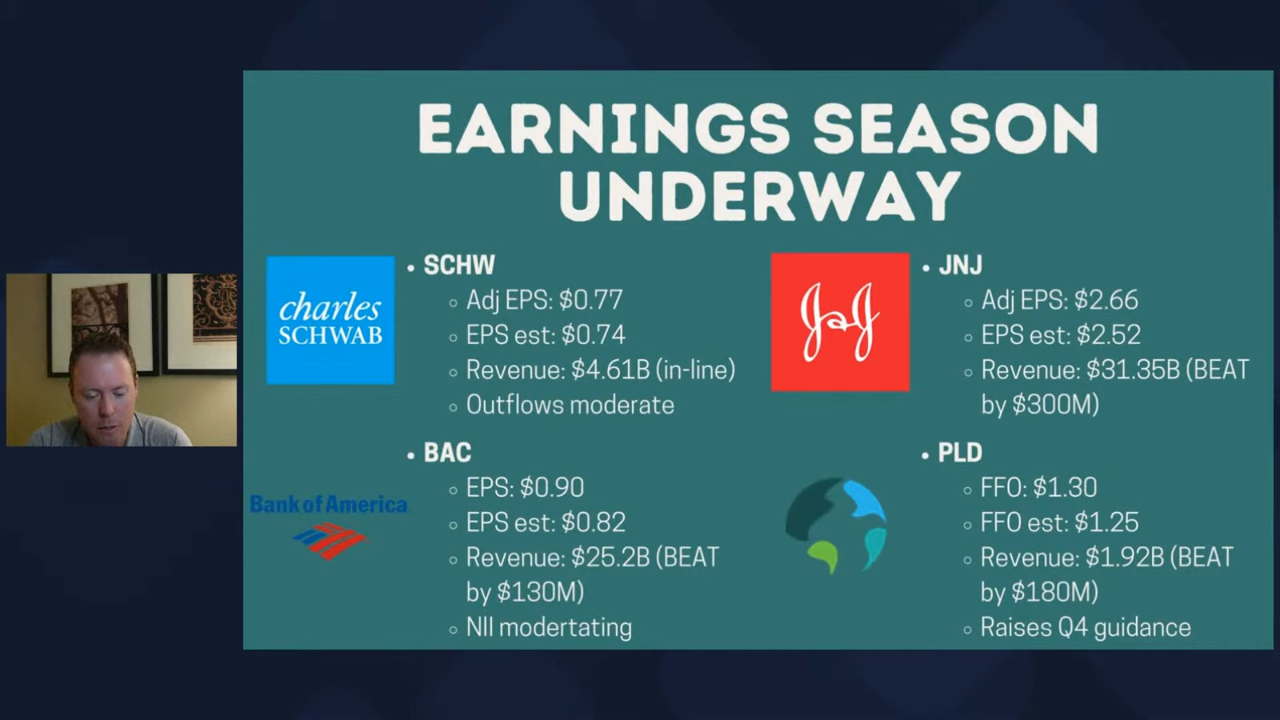 EARNINGS SEASON
UNDERWAY
charles
SCHWAB
• SCHW
◦ Adj EPS: $0.77
◦ EPS est: $0.74
◦ Revenue: $4.61B (in-line)
◦ Outflows moderate
J&J
• JNJ
◦ Adj EPS: $2.66
◦ EPS est: $2.52
◦ Revenue: $31.35B (BEAT
by $300M)
Bank of America
• BAC
◦ EPS: $0.90
◦ EPS est: $0.82
◦ Revenue: $25.2B (BEAT
by $130M)
◦ NII modertating
• PLD
◦ FFO: $1.30
◦ FFO est: $1.25
◦ Revenue: $1.92B (BEAT
by $180M)
◦ Raises Q4 guidance